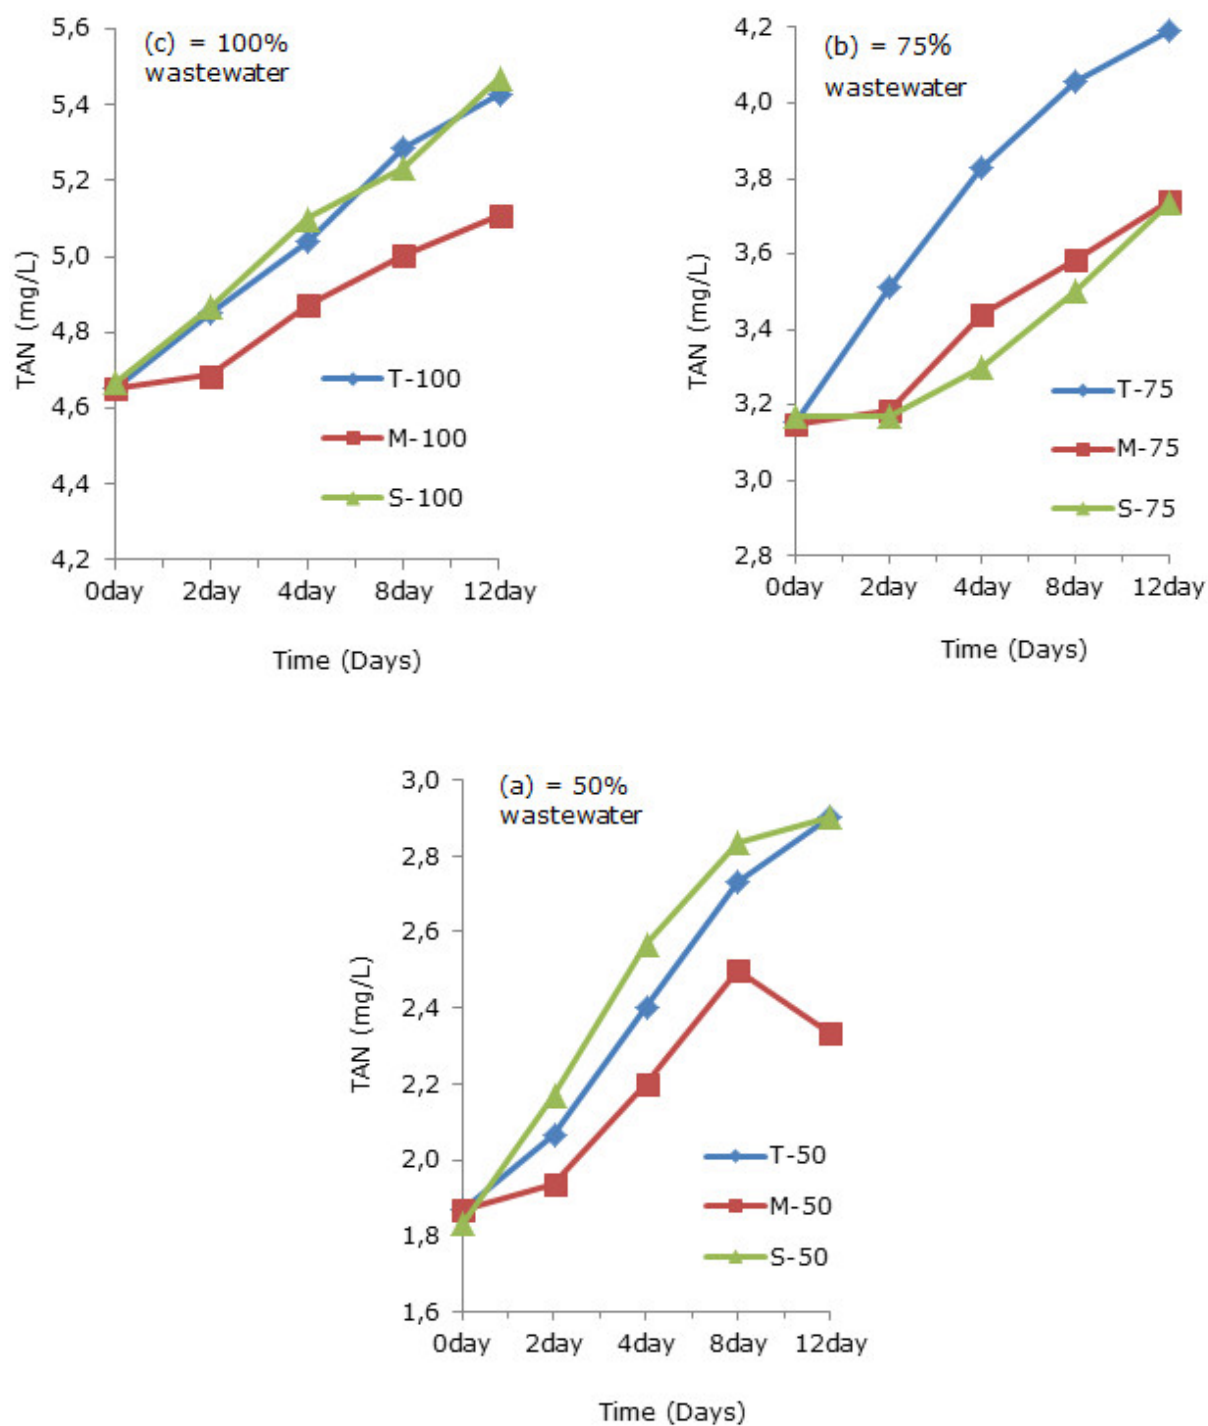 (c) = 100%
wastewater
TAN (mg/L)
5,6
5,4
5,2
5,0
4,8
4,6
4,4
4,2
T-100
M-100
S-100
0day 2day 4day 8day 12day
Time (Days)
(b) = 75%
wastewater
TAN (mg/L)
4,2
4,0
3,8
3,6
3,4
3,2
3,0
2,8
T-75
M-75
S-75
0day 2day 4day 8day 12day
Time (Days)
(a) = 50%
wastewater
TAN (mg/L)
3,0
2,8
2,6
2,4
2,2
2,0
1,8
1,6
T-50
M-50
S-50
0day 2day 4day 8day 12day
Time (Days)